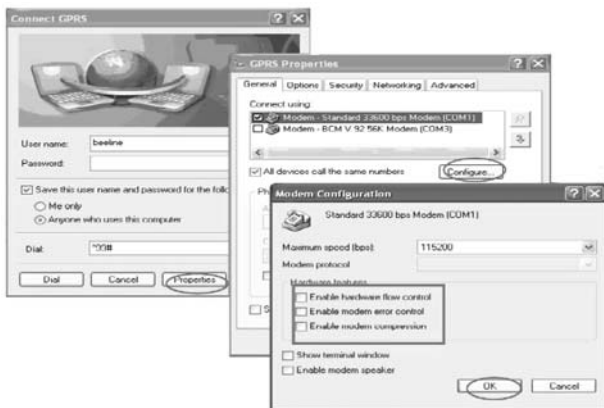 Connect GPRS
User name:
beeline
Password:
Save this user name and password for the follo
Me only
Anyone who uses this computer
Dial:
*99#
Dial
Cancel
Properties
GPRS Properties
General
Options
Security
Networking
Advanced
Connect using:
Modem - Standard 33600 bps Modem (COM1)
Modem - BCM V.92 56K Modem (COM3)
All devices call the same numbers
Configure...
Ph
Modem Configuration
Standard 33600 bps Modem (COM1)
Maximum speed (bps):
115200
Modem protocol
Hardware features
Enable hardware flow control
Enable modem error control
Enable modem compression
Show terminal window
Enable modem speaker
OK
Cancel